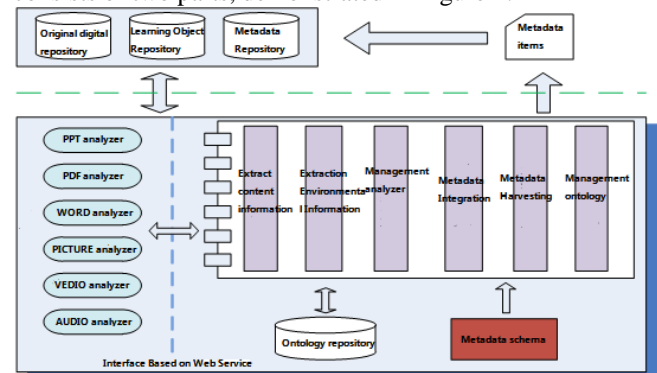 Original digital
repository
Learning Object
Repository
Metadata
Repository
Metadata
items
PPT analyzer
PDF analyzer
WORD analyzer
PICTURE analyzer
VEDIO analyzer
AUDIO analyzer
Extract
content
information
Extraction
Environmenta
l Information
Management
analyzer
Metadata
Integration
Metadata
Harvesting
Management
ontology
Ontology repository
Metadata schema
Interface Based on Web Service